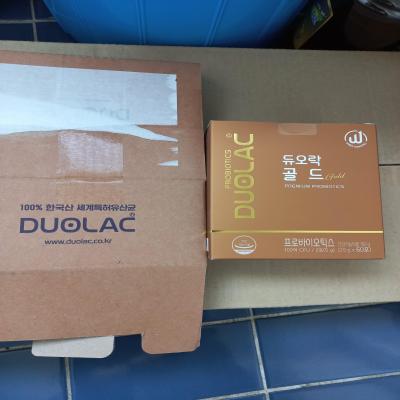 100% 한국산 세계특허유산균
DUOLAC
www.duolac.co.kr
PROBIOTICS
DUOLAC
듀오락
골드 Gold
PREMIUM PROBIOTICS
프로바이오틱스